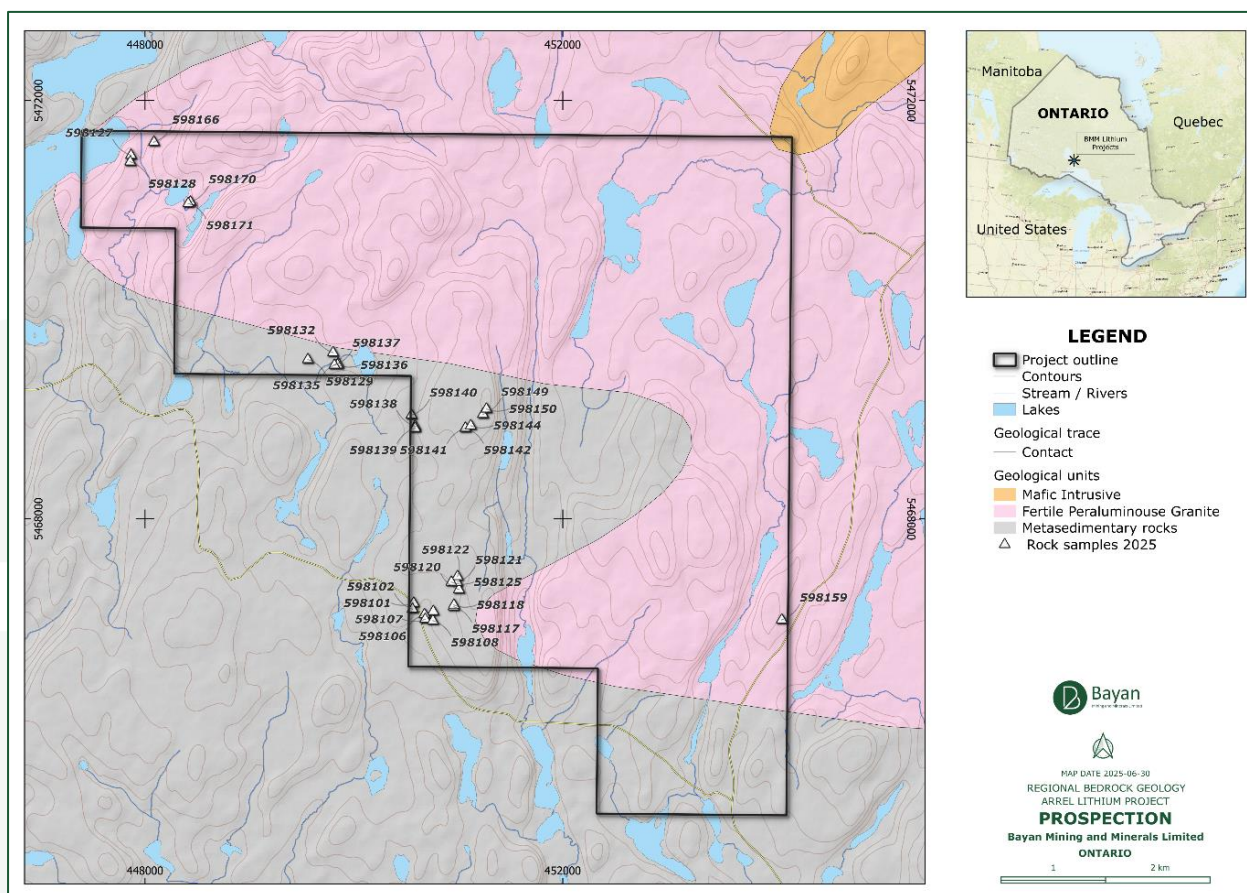 448000
452000
5472000
5472000
5468000
5468000
448000
452000
598166
598127
598128
598170
598171
598132
598137
598136
598135
598129
598138
598140
598149
598150
598144
598139
598141
598142
598122
598121
598120
598125
598102
598101
598118
598107
598117
598106
598108
598159
Manitoba
ONTARIO
Quebec
BMM Lithium
Projects
United States
LEGEND
Project outline
Contours
Stream / Rivers
Lakes
Geological trace
Contact
Geological units
Mafic Intrusive
Fertile Peraluminouse Granite
Metasedimentary rocks
Rock samples 2025
Bayan
Mining and Minerals Limited
MAP DATE 2025-06-30
REGIONAL BEDROCK GEOLOGY
ARREL LITHIUM PROJECT
PROSPECTION
Bayan Mining and Minerals Limited
ONTARIO
1 2 km